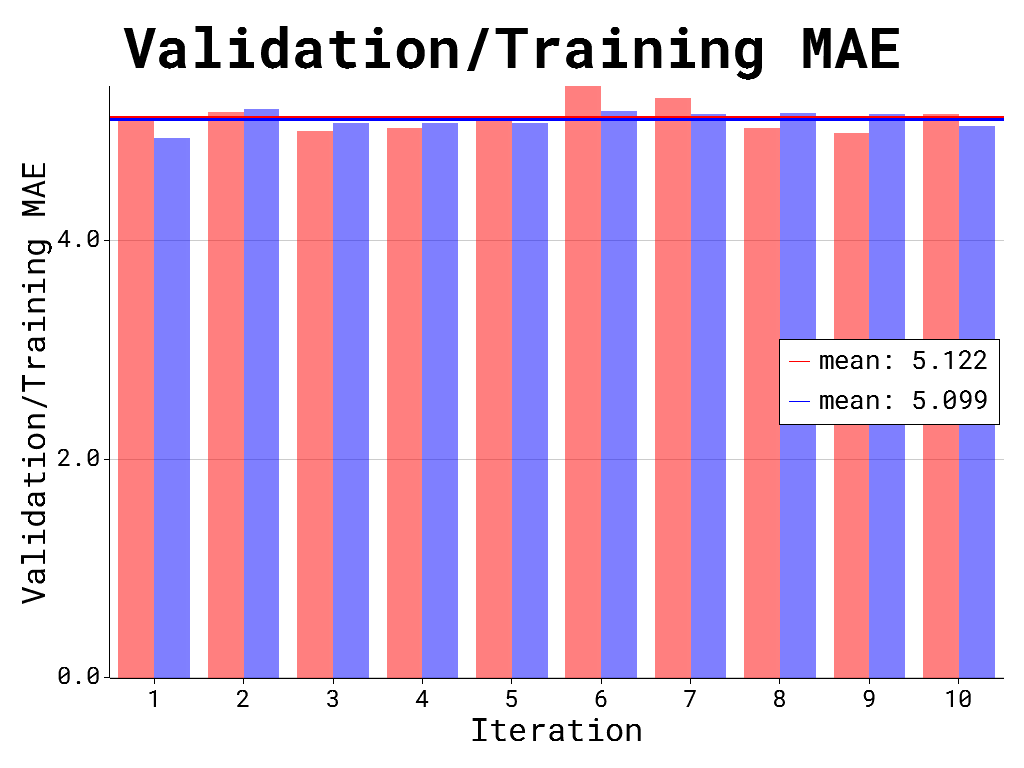 Validation/Training MAE
Validation/Training MAE
4.0
2.0
0.0
mean: 5.122
mean: 5.099
1 2 3 4 5 6 7 8 9 10
Iteration